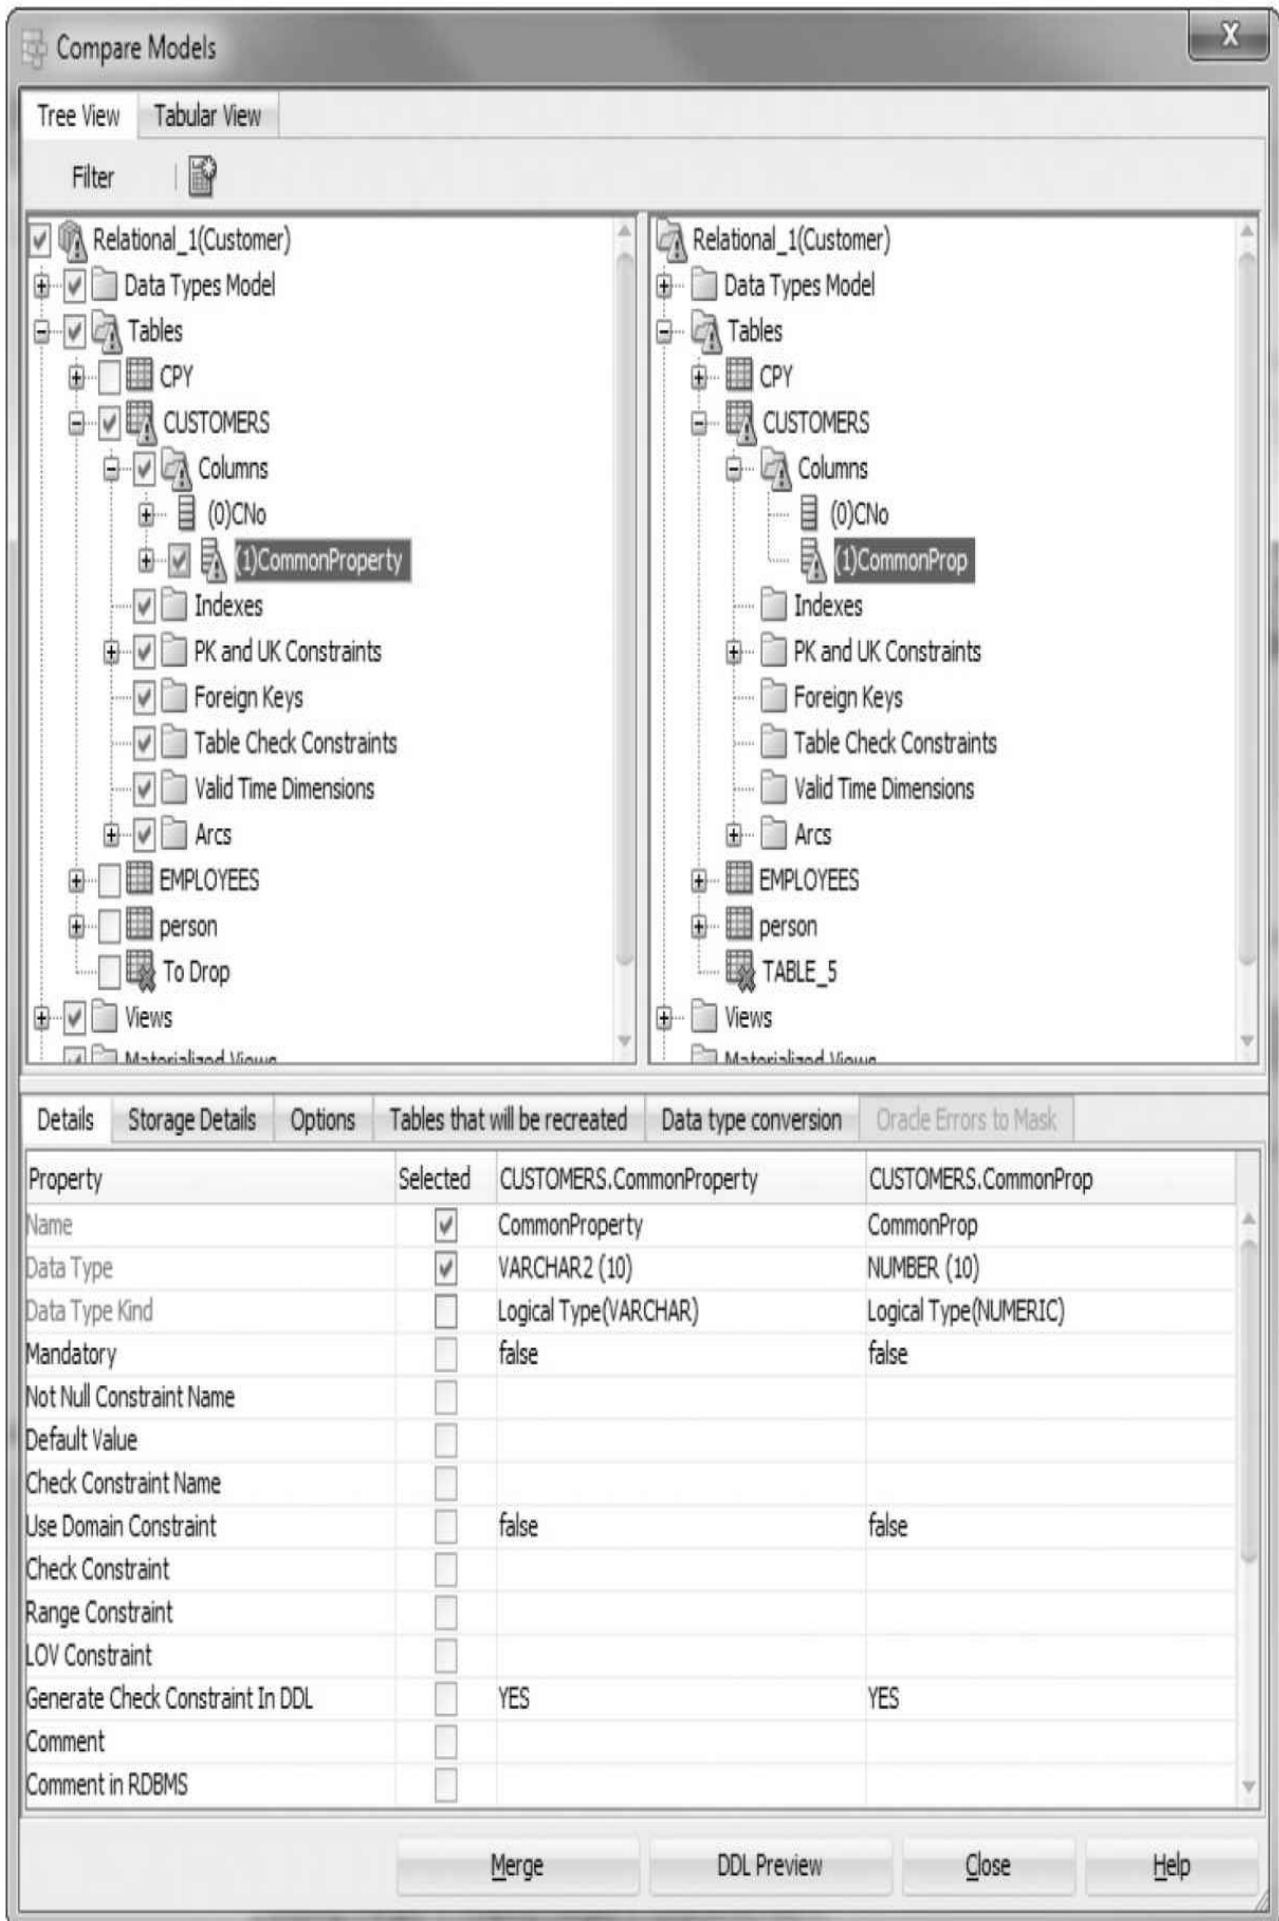 Compare Models
X
Tree View Tabular View
Filter
Relational_1(Customer)
Data Types Model
Tables
CPY
CUSTOMERS
Columns
(0)CNo
(1)CommonProperty
Indexes
PK and UK Constraints
Foreign Keys
Table Check Constraints
Valid Time Dimensions
Arcs
EMPLOYEES
person
To Drop
Views
Materialized Views
Relational_1(Customer)
Data Types Model
Tables
CPY
CUSTOMERS
Columns
(0)CNo
(1)CommonProp
Indexes
PK and UK Constraints
Foreign Keys
Table Check Constraints
Valid Time Dimensions
Arcs
EMPLOYEES
person
TABLE_5
Views
Materialized Views
Details Storage Details Options Tables that will be recreated Data type conversion Oracle Errors to Mask
Property Selected CUSTOMERS.CommonProperty CUSTOMERS.CommonProp
Name CommonProperty CommonProp
Data Type VARCHAR2 (10) NUMBER (10)
Data Type Kind Logical Type(VARCHAR) Logical Type(NUMERIC)
Mandatory false false
Not Null Constraint Name
Default Value
Check Constraint Name
Use Domain Constraint false false
Check Constraint
Range Constraint
LOV Constraint
Generate Check Constraint In DDL YES YES
Comment
Comment in RDBMS
Merge DDL Preview Close Help